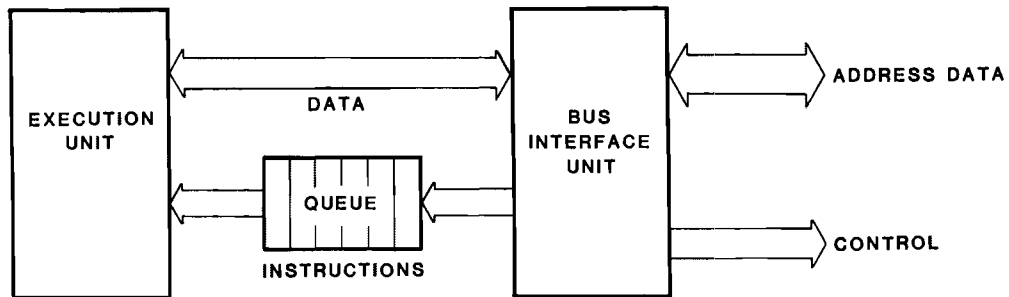 EXECUTION
UNIT
DATA
QUEUE
INSTRUCTIONS
BUS
INTERFACE
UNIT
ADDRESS DATA
CONTROL